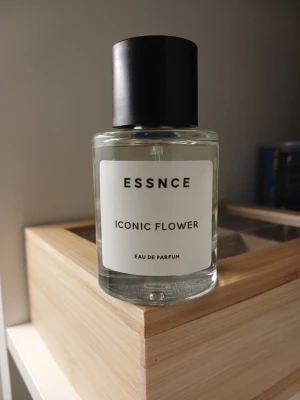 ESSNCE
ICONIC FLOWER
EAU DE PARFUM